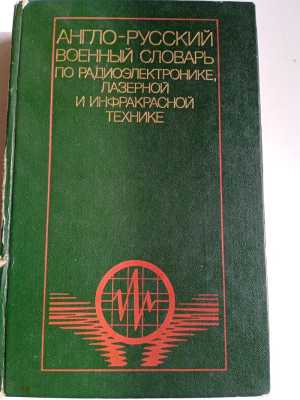 АНГЛО-РУССКИЙ
ВОЕННЫЙ СЛОВАРЬ
ПО РАДИОЭЛЕКТРОНИКЕ,
ЛАЗЕРНОЙ
И ИНФРАКРАСНОЙ
ТЕХНИКЕ